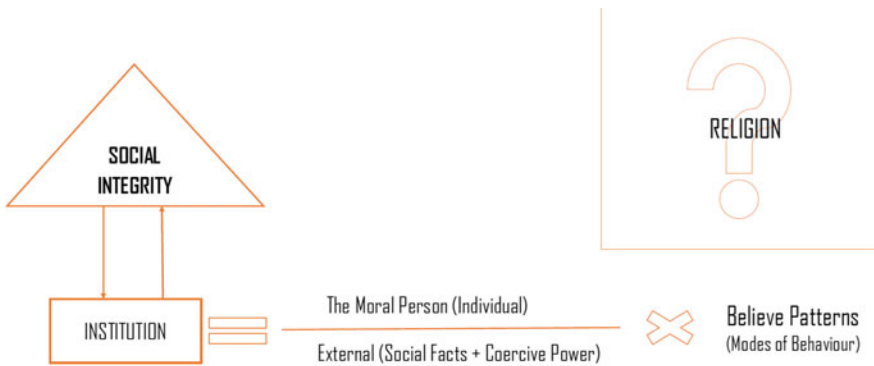 SOCIAL
INTEGRITY
RELIGION
INSTITUTION
The Moral Person (Individual)
External (Social Facts + Coercive Power)
Believe Patterns
(Modes of Behaviour)